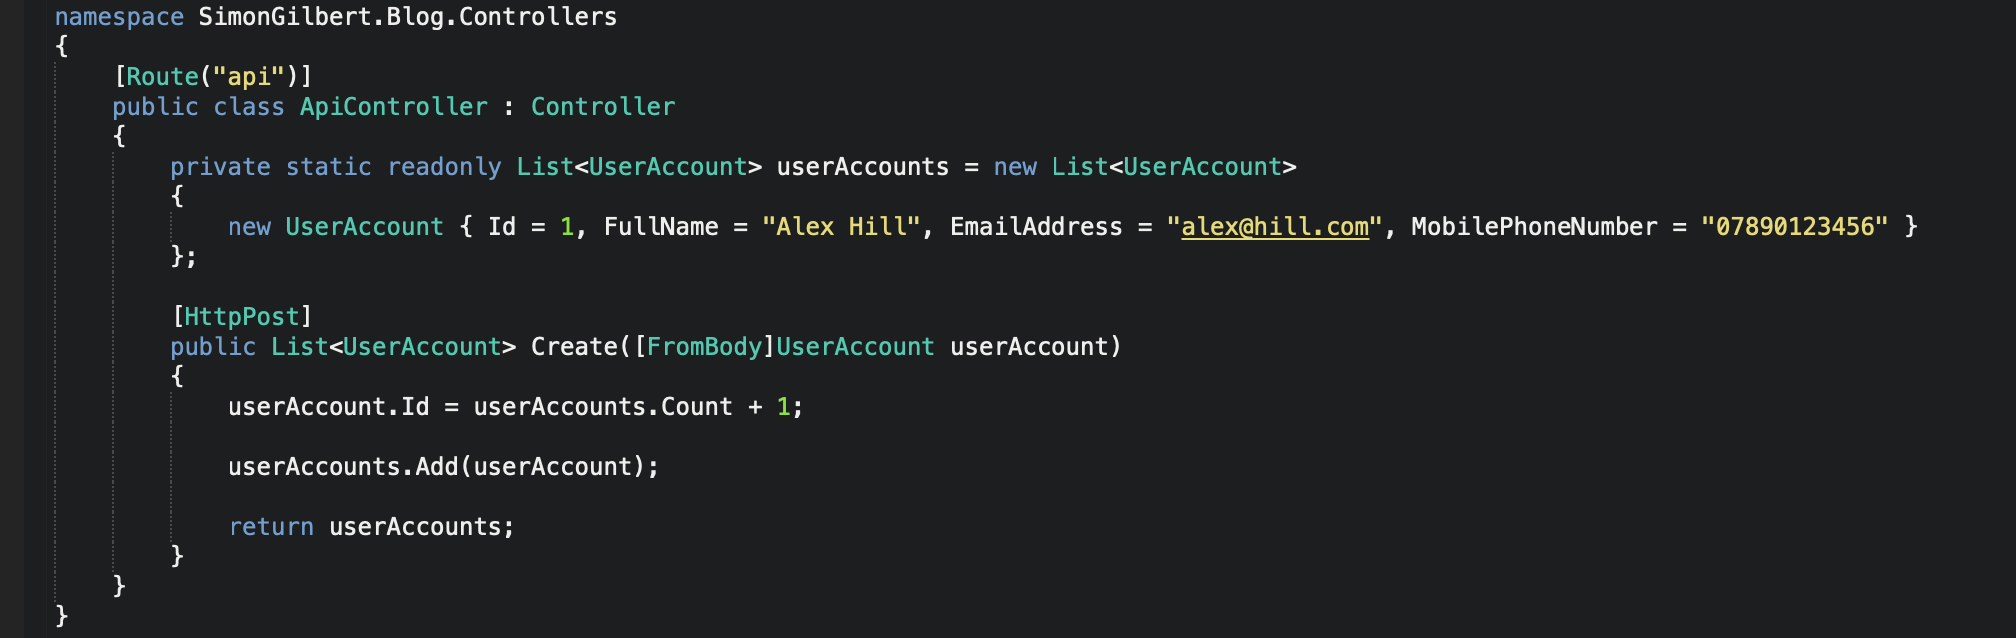 namespace SimonGilbert.Blog.Controllers
{
    [Route("api")]
    public class ApiController : Controller
    {
        private static readonly List<UserAccount> userAccounts = new List<UserAccount>
        {
            new UserAccount { Id = 1, FullName = "Alex Hill", EmailAddress = "alex@hill.com", MobilePhoneNumber = "07890123456" }
        };

        [HttpPost]
        public List<UserAccount> Create([FromBody]UserAccount userAccount)
        {
            userAccount.Id = userAccounts.Count + 1;

            userAccounts.Add(userAccount);

            return userAccounts;
        }
    }
}